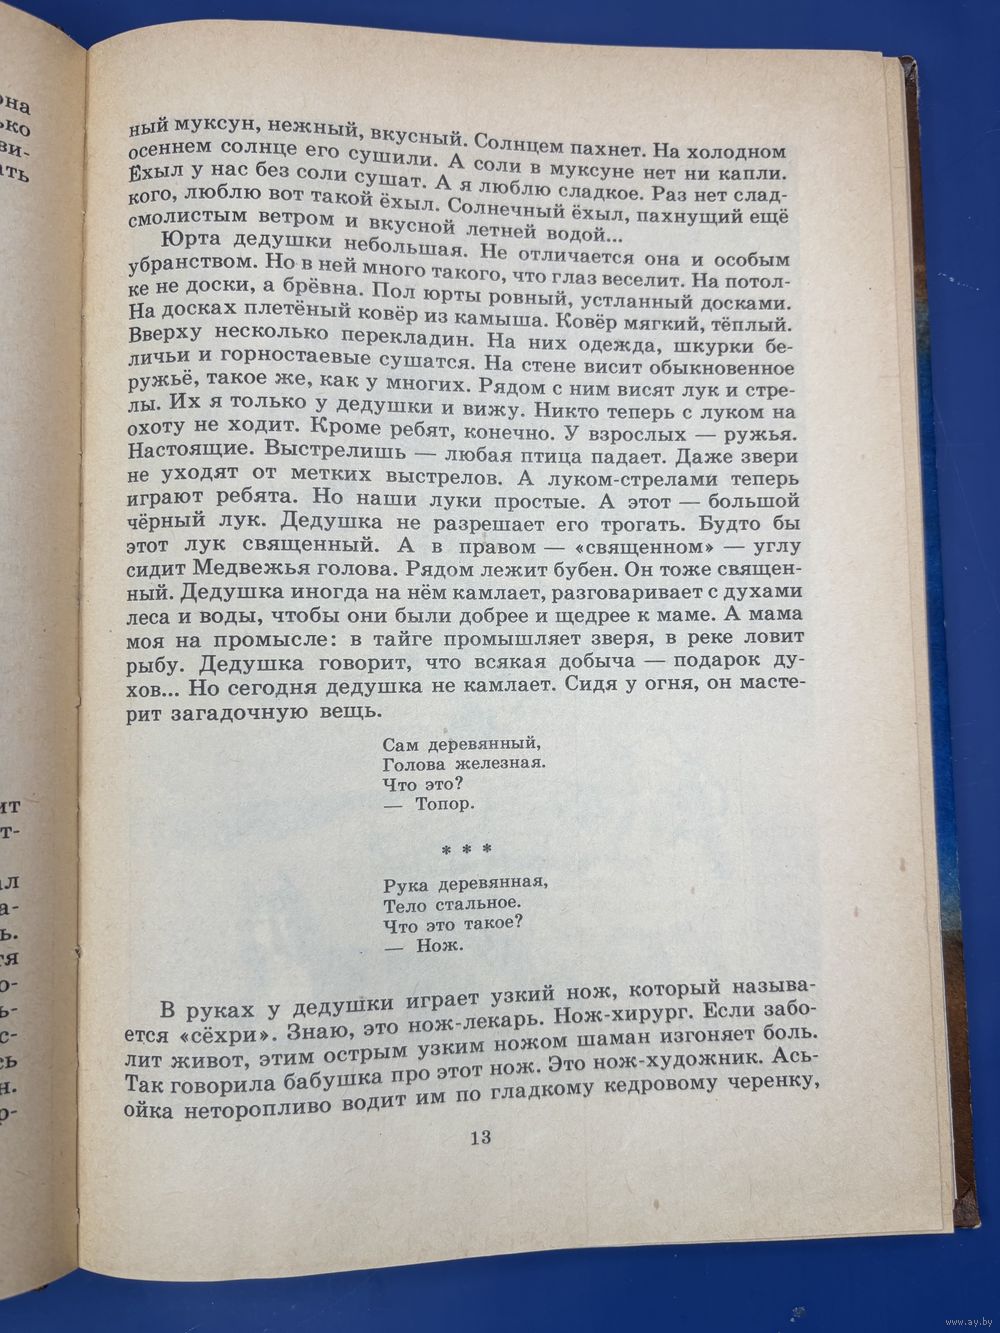 она
ько
ви-
ать
ит
т-
ал
а-
ь.
тя
о-
ь-
с-
сь
н.
р-
ный муксун, нежный, вкусный. Солнцем пахнет. На холодном
осеннем солнце его сушили. А соли в муксуне нет ни капли.
Ёхыл у нас без соли сушат. А я люблю сладкое. Раз нет слад-
кого, люблю вот такой ёхыл. Солнечный ёхыл, пахнущий ещё
смолистым ветром и вкусной летней водой...
Юрта дедушки небольшая. Не отличается она и особым
убранством. Но в ней много такого, что глаз веселит. На потол-
ке не доски, а брёвна. Пол юрты ровный, устланный досками.
На досках плетёный ковёр из камыша. Ковёр мягкий, тёплый.
Вверху несколько перекладин. На них одежда, шкурки бе-
личьи и горностаевые сушатся. На стене висит обыкновенное
ружьё, такое же, как у многих. Рядом с ним висят лук и стре-
лы. Их я только у дедушки и вижу. Никто теперь с луком на
охоту не ходит. Кроме ребят, конечно. У взрослых — ружья.
Настоящие. Выстрелишь — любая птица падает. Даже звери
не уходят от метких выстрелов. А луком-стрелами теперь
играют ребята. Но наши луки простые. А этот — большой
чёрный лук. Дедушка не разрешает его трогать. Будто бы
этот лук священный. А в правом — «священном» — углу
сидит Медвежья голова. Рядом лежит бубен. Он тоже священ-
ный. Дедушка иногда на нём камлает, разговаривает с духами
леса и воды, чтобы они были добрее и щедрее к маме. А мама
моя на промысле: в тайге промышляет зверя, в реке ловит
рыбу. Дедушка говорит, что всякая добыча — подарок ду-
хов... Но сегодня дедушка не камлает. Сидя у огня, он масте-
рит загадочную вещь.
Сам деревянный,
Голова железная.
Что это?
— Топор.
* * *
Рука деревянная,
Тело стальное.
Что это такое?
— Нож.
В руках у дедушки играет узкий нож, который называ-
ется «сёхри». Знаю, это нож-лекарь. Нож-хирург. Если забо-
лит живот, этим острым узким ножом шаман изгоняет боль.
Так говорила бабушка про этот нож. Это нож-художник. Ась-
ойка неторопливо водит им по гладкому кедровому черенку,
13
www.ay.by